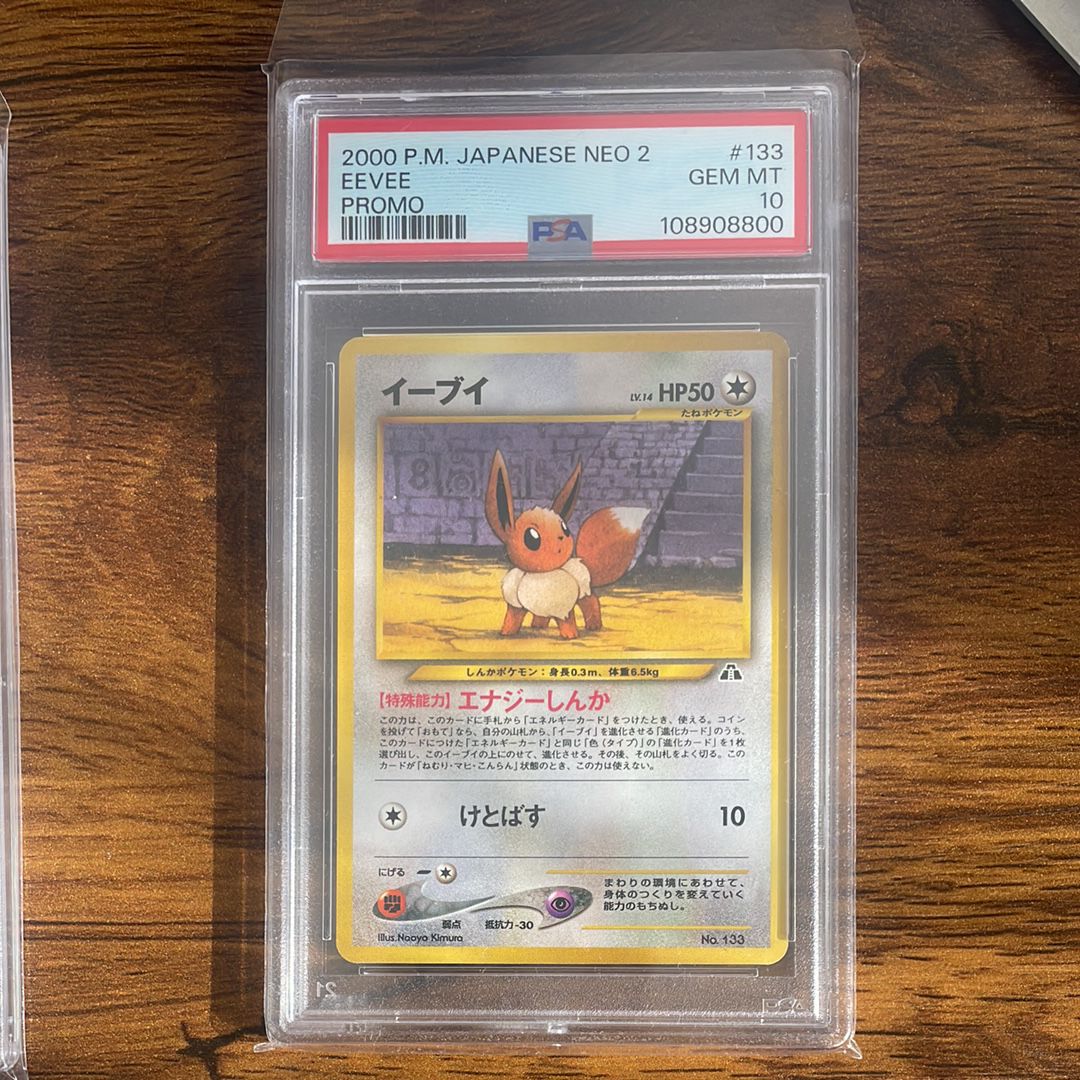 2000 P.M. JAPANESE NEO 2 #133
EEVEE GEM MT
PROMO 10
PSA 108908800
イーブイ LV.14 HP50
たねポケモン
しんかポケモン：身長0.3m、体重6.5kg
【特殊能力】エナジーしんか
この力は、このカードに手札から「エネルギーカード」をつけたとき、使える。コイン
を投げて「おもて」なら、自分の山札から、「イーブイ」を進化させる「進化カード」のうち、
このカードにつけた「エネルギーカード」と同じ「色（タイプ）」の「進化カード」を1枚
選び出し、このイーブイの上にのせて、進化させる。その後、その山札をよく切る。この
カードが「ねむり・マヒ・こんらん」状態のとき、この力は使えない。
けとばす 10
にげる
弱点 抵抗力-30
まわりの環境にあわせて、
身体のつくりを変えていく
能力のもちぬし。
Illus. Naoyo Kimura No. 133